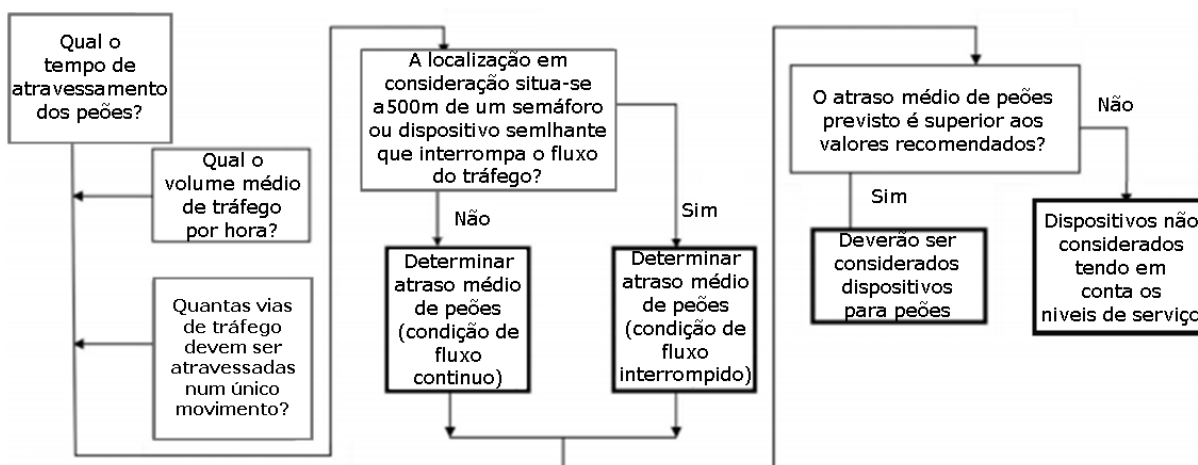 Qual o
tempo de
atravessamento
dos peões?
Qual o
volume médio
de tráfego
por hora?
Quantas vias
de tráfego
devem ser
atravessadas
num único
movimento?
A localização em
consideração situa-se
a500m de um semáforo
ou dispositivo semlhante
que interrompa o fluxo
do tráfego?
Não
Sim
Determinar
atraso médio
de peões
(condição de
fluxo
continuo)
Determinar
atraso médio
de peões
(condição de
fluxo
interrompido)
O atraso médio de peões
previsto é superior aos
valores recomendados?
Não
Sim
Deverão ser
considerados
dispositivos
para peões
Dispositivos não
considerados
tendo em
conta os
niveis de serviço